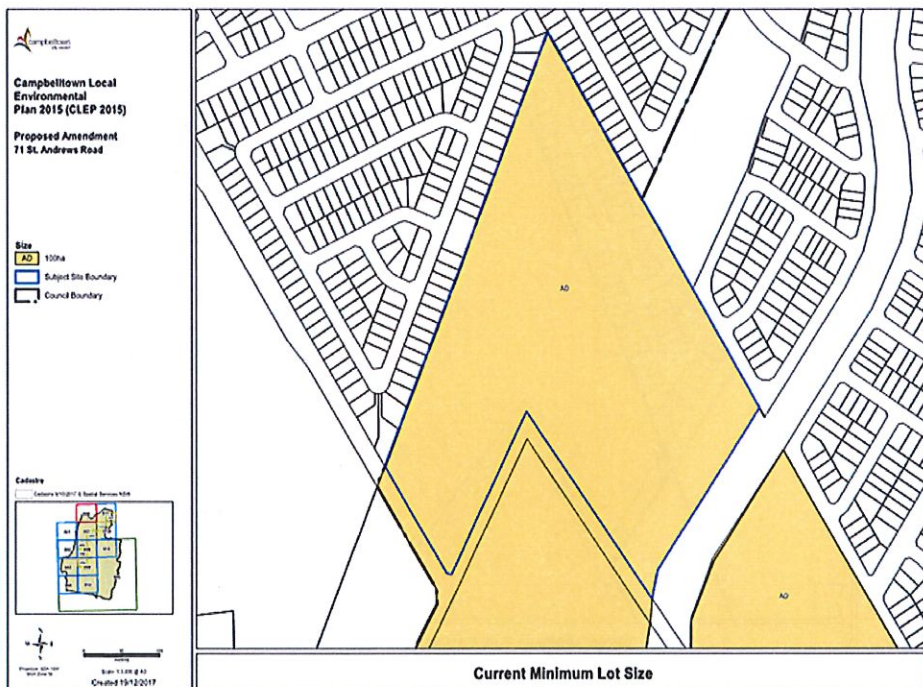 campbelltown
Campbelltown Local
Environmental
Plan 2015 (CLEP 2015)
Proposed Amendment
71 St. Andrews Road
Size
AD 100ha
Subject Site Boundary
Council Boundary
Cadastre
AD
AD
Created 19/12/2017
Current Minimum Lot Size